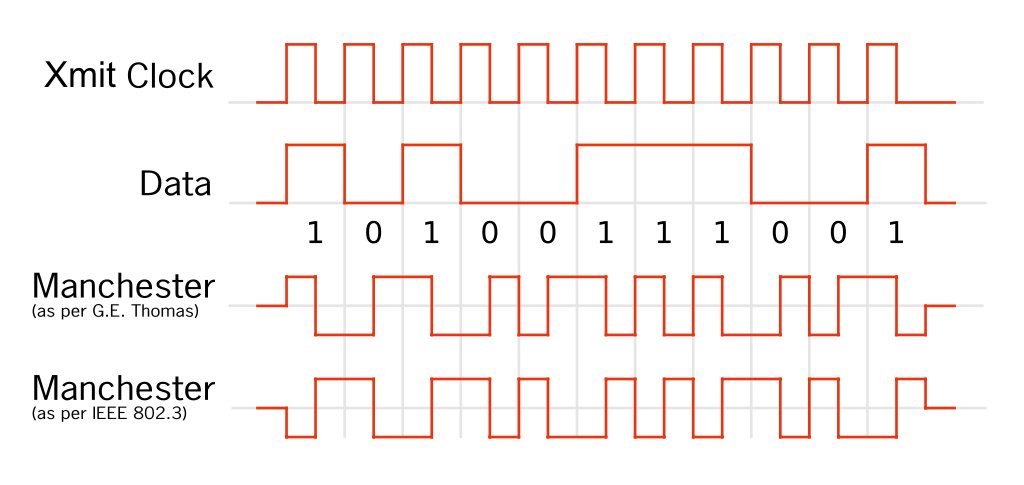 Xmit Clock
Data
1 0 1 0 0 1 1 1 0 0 1
Manchester
(as per G.E. Thomas)
Manchester
(as per IEEE 802.3)